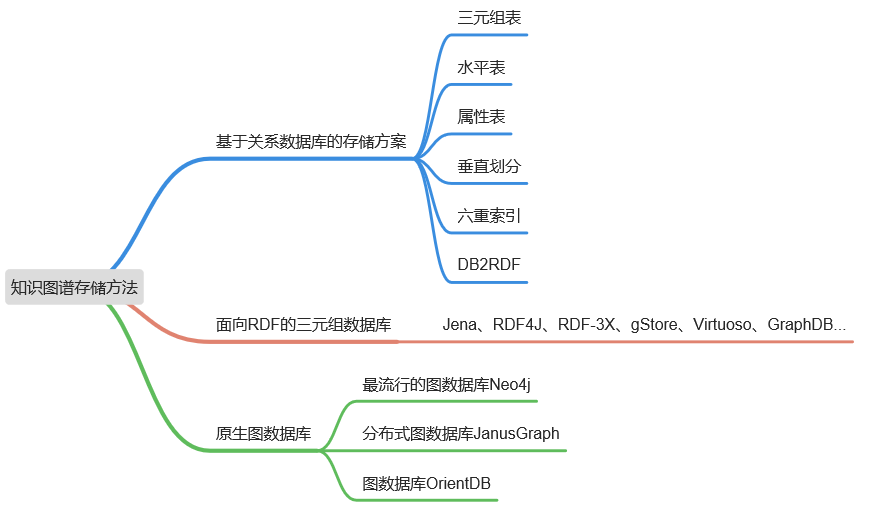 知识图谱存储方法
基于关系数据库的存储方案
三元组表
水平表
属性表
垂直划分
六重索引
DB2RDF
面向RDF的三元组数据库
Jena、RDF4J、RDF-3X、gStore、Virtuoso、GraphDB...
原生图数据库
最流行的图数据库Neo4j
分布式图数据库JanusGraph
图数据库OrientDB